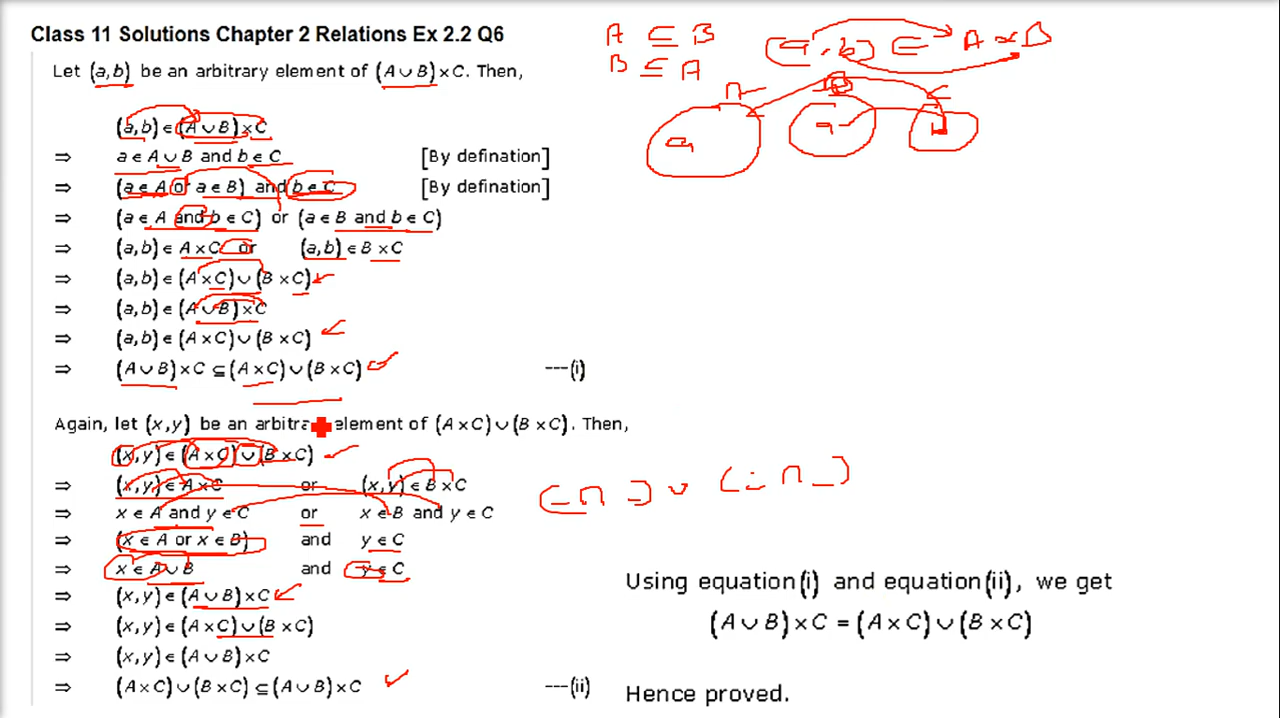 Class 11 Solutions Chapter 2 Relations Ex 2.2 Q6
Let (a,b) be an arbitrary element of (A∪B)×C. Then,
(a,b)∈(A∪B)×C
⇒ a∈A∪B and b∈C [By defination]
⇒ (a∈A or a∈B) and b∈C [By defination]
⇒ (a∈A and b∈C) or (a∈B and b∈C)
⇒ (a,b)∈A×C or (a,b)∈B×C
⇒ (a,b)∈(A×C)∪(B×C)
⇒ (a,b)∈(A∪B)×C
⇒ (a,b)∈(A×C)∪(B×C)
⇒ (A∪B)×C⊆(A×C)∪(B×C) ---(i)
Again, let (x,y) be an arbitra element of (A×C)∪(B×C). Then,
(x,y)∈(A×C)∪(B×C)
⇒ (x,y)∈A×C or (x,y)∈B×C
⇒ x∈A and y∈C or x∈B and y∈C
⇒ (x∈A or x∈B) and y∈C
⇒ x∈A∪B and y∈C
⇒ (x,y)∈(A∪B)×C
⇒ (x,y)∈(A×C)∪(B×C)
⇒ (x,y)∈(A∪B)×C
⇒ (A×C)∪(B×C)⊆(A∪B)×C ---(ii)
A ⊆ B
B ⊆ A
(a,b) ∈ A×B
a
a
b
Using equation(i) and equation(ii), we get
(A∪B)×C=(A×C)∪(B×C)
Hence proved.